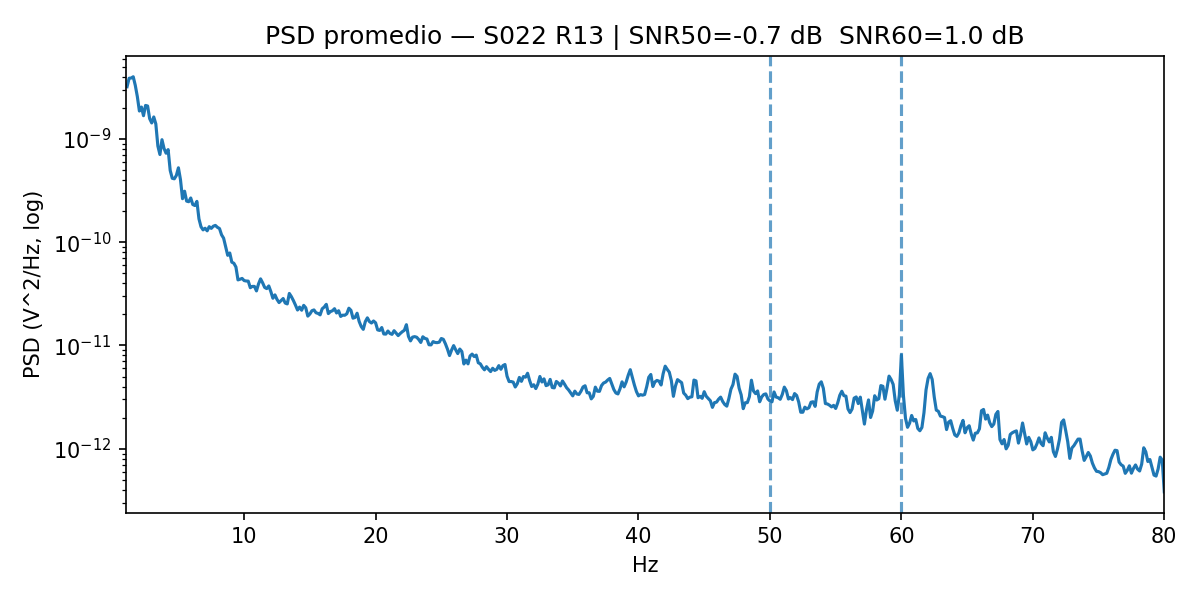 PSD promedio — S022 R13 | SNR50=-0.7 dB  SNR60=1.0 dB
PSD (V^2/Hz, log)
10⁻⁹
10⁻¹⁰
10⁻¹¹
10⁻¹²
10 20 30 40 50 60 70 80
Hz